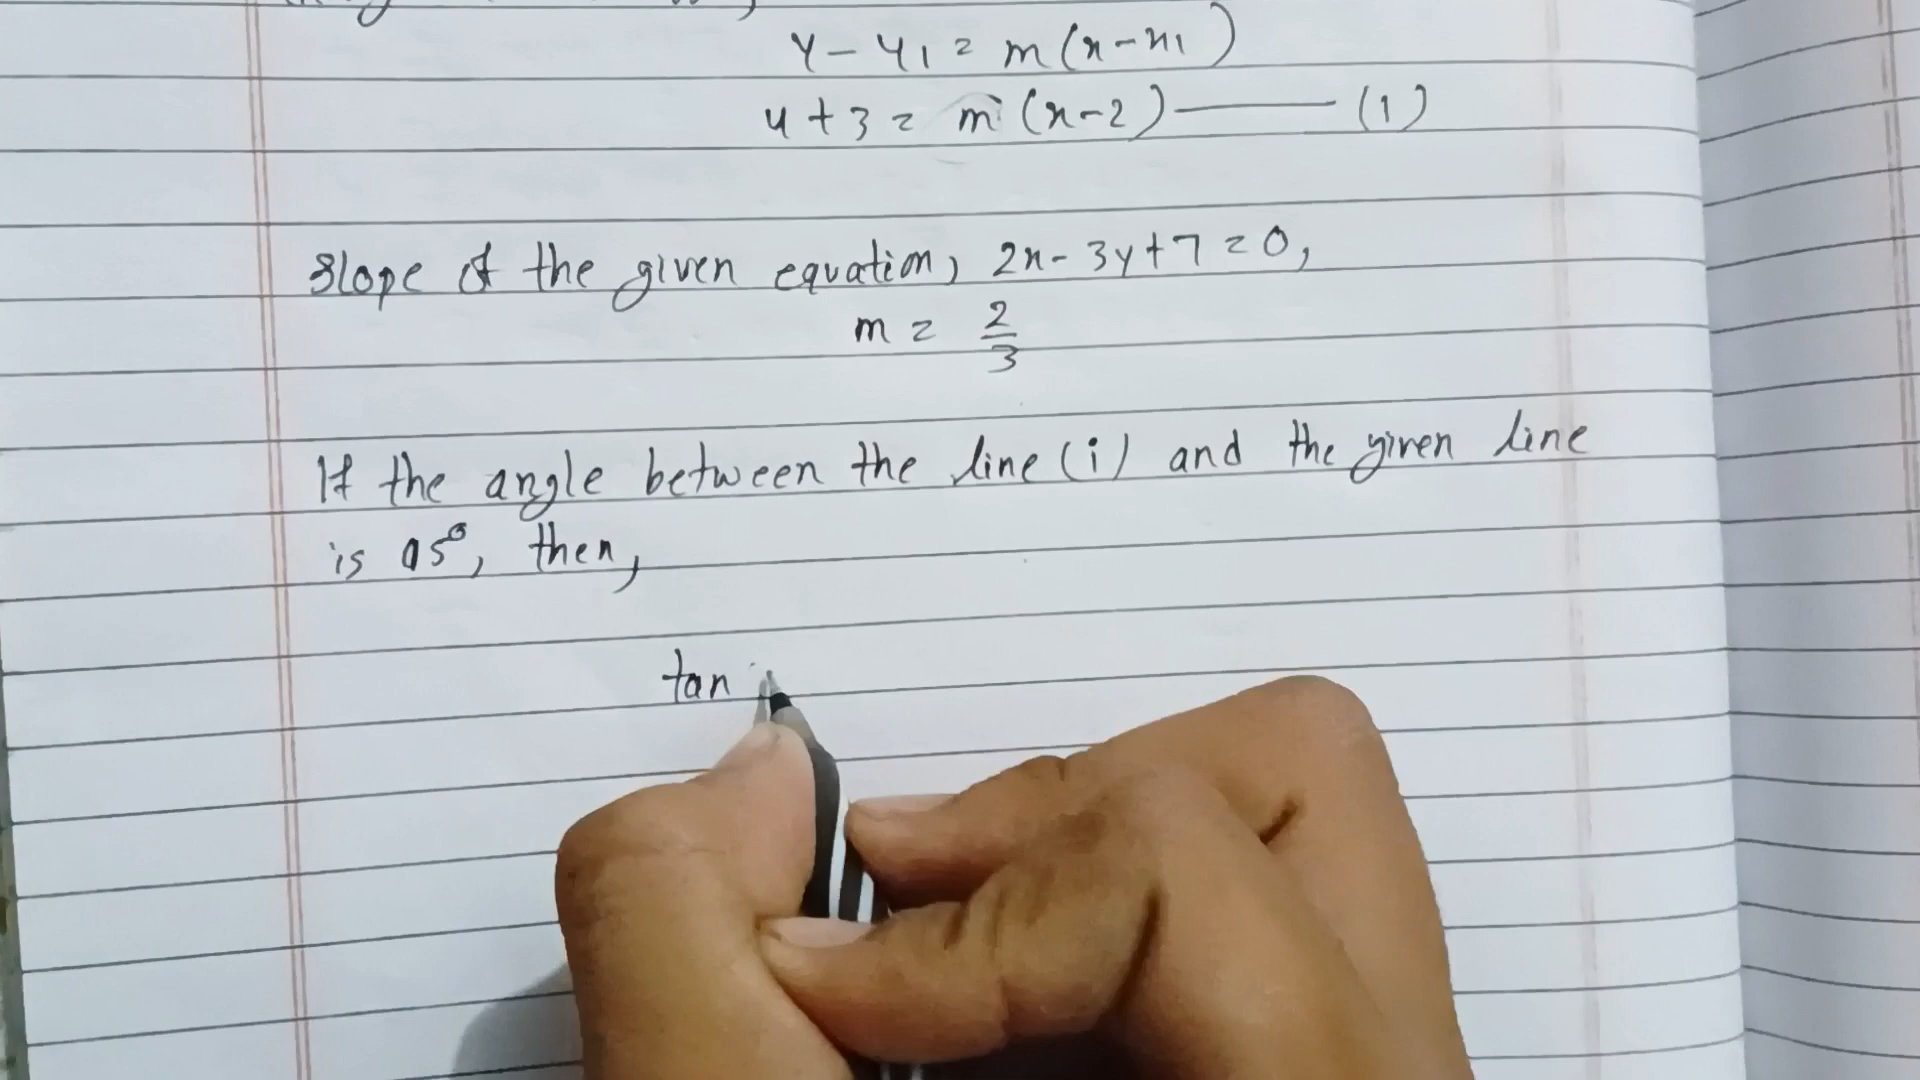 y - y1 = m(x-x1)
y + 3 = m (x-2) —— (1)
slope of the given equation, 2x - 3y + 7 = 0,
m = 2/3
If the angle between the line (i) and the given line
is 45°, then,
tan